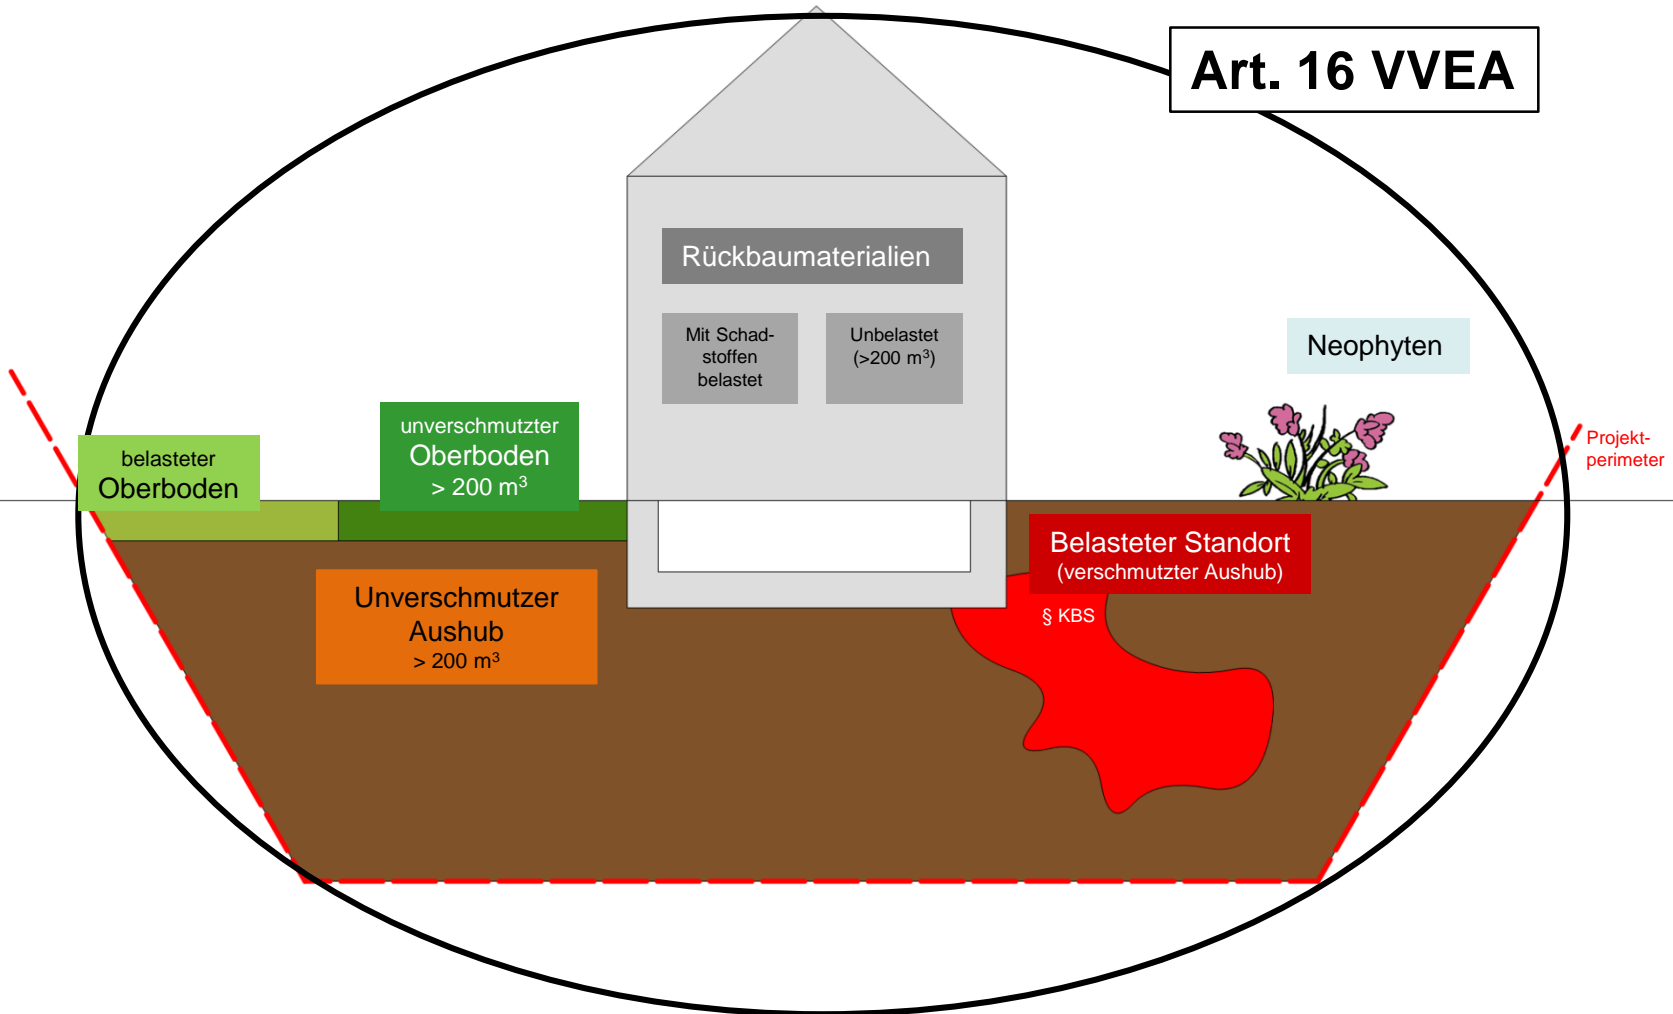 Art. 16 VVEA
Rückbaumaterialien
Mit Schad-
stoffen
belastet
Unbelastet
(>200 m³)
Neophyten
unverschmutzter
Oberboden
> 200 m³
belasteter
Oberboden
Projekt-
perimeter
Belasteter Standort
(verschmutzter Aushub)
§ KBS
Unverschmutzer
Aushub
> 200 m³